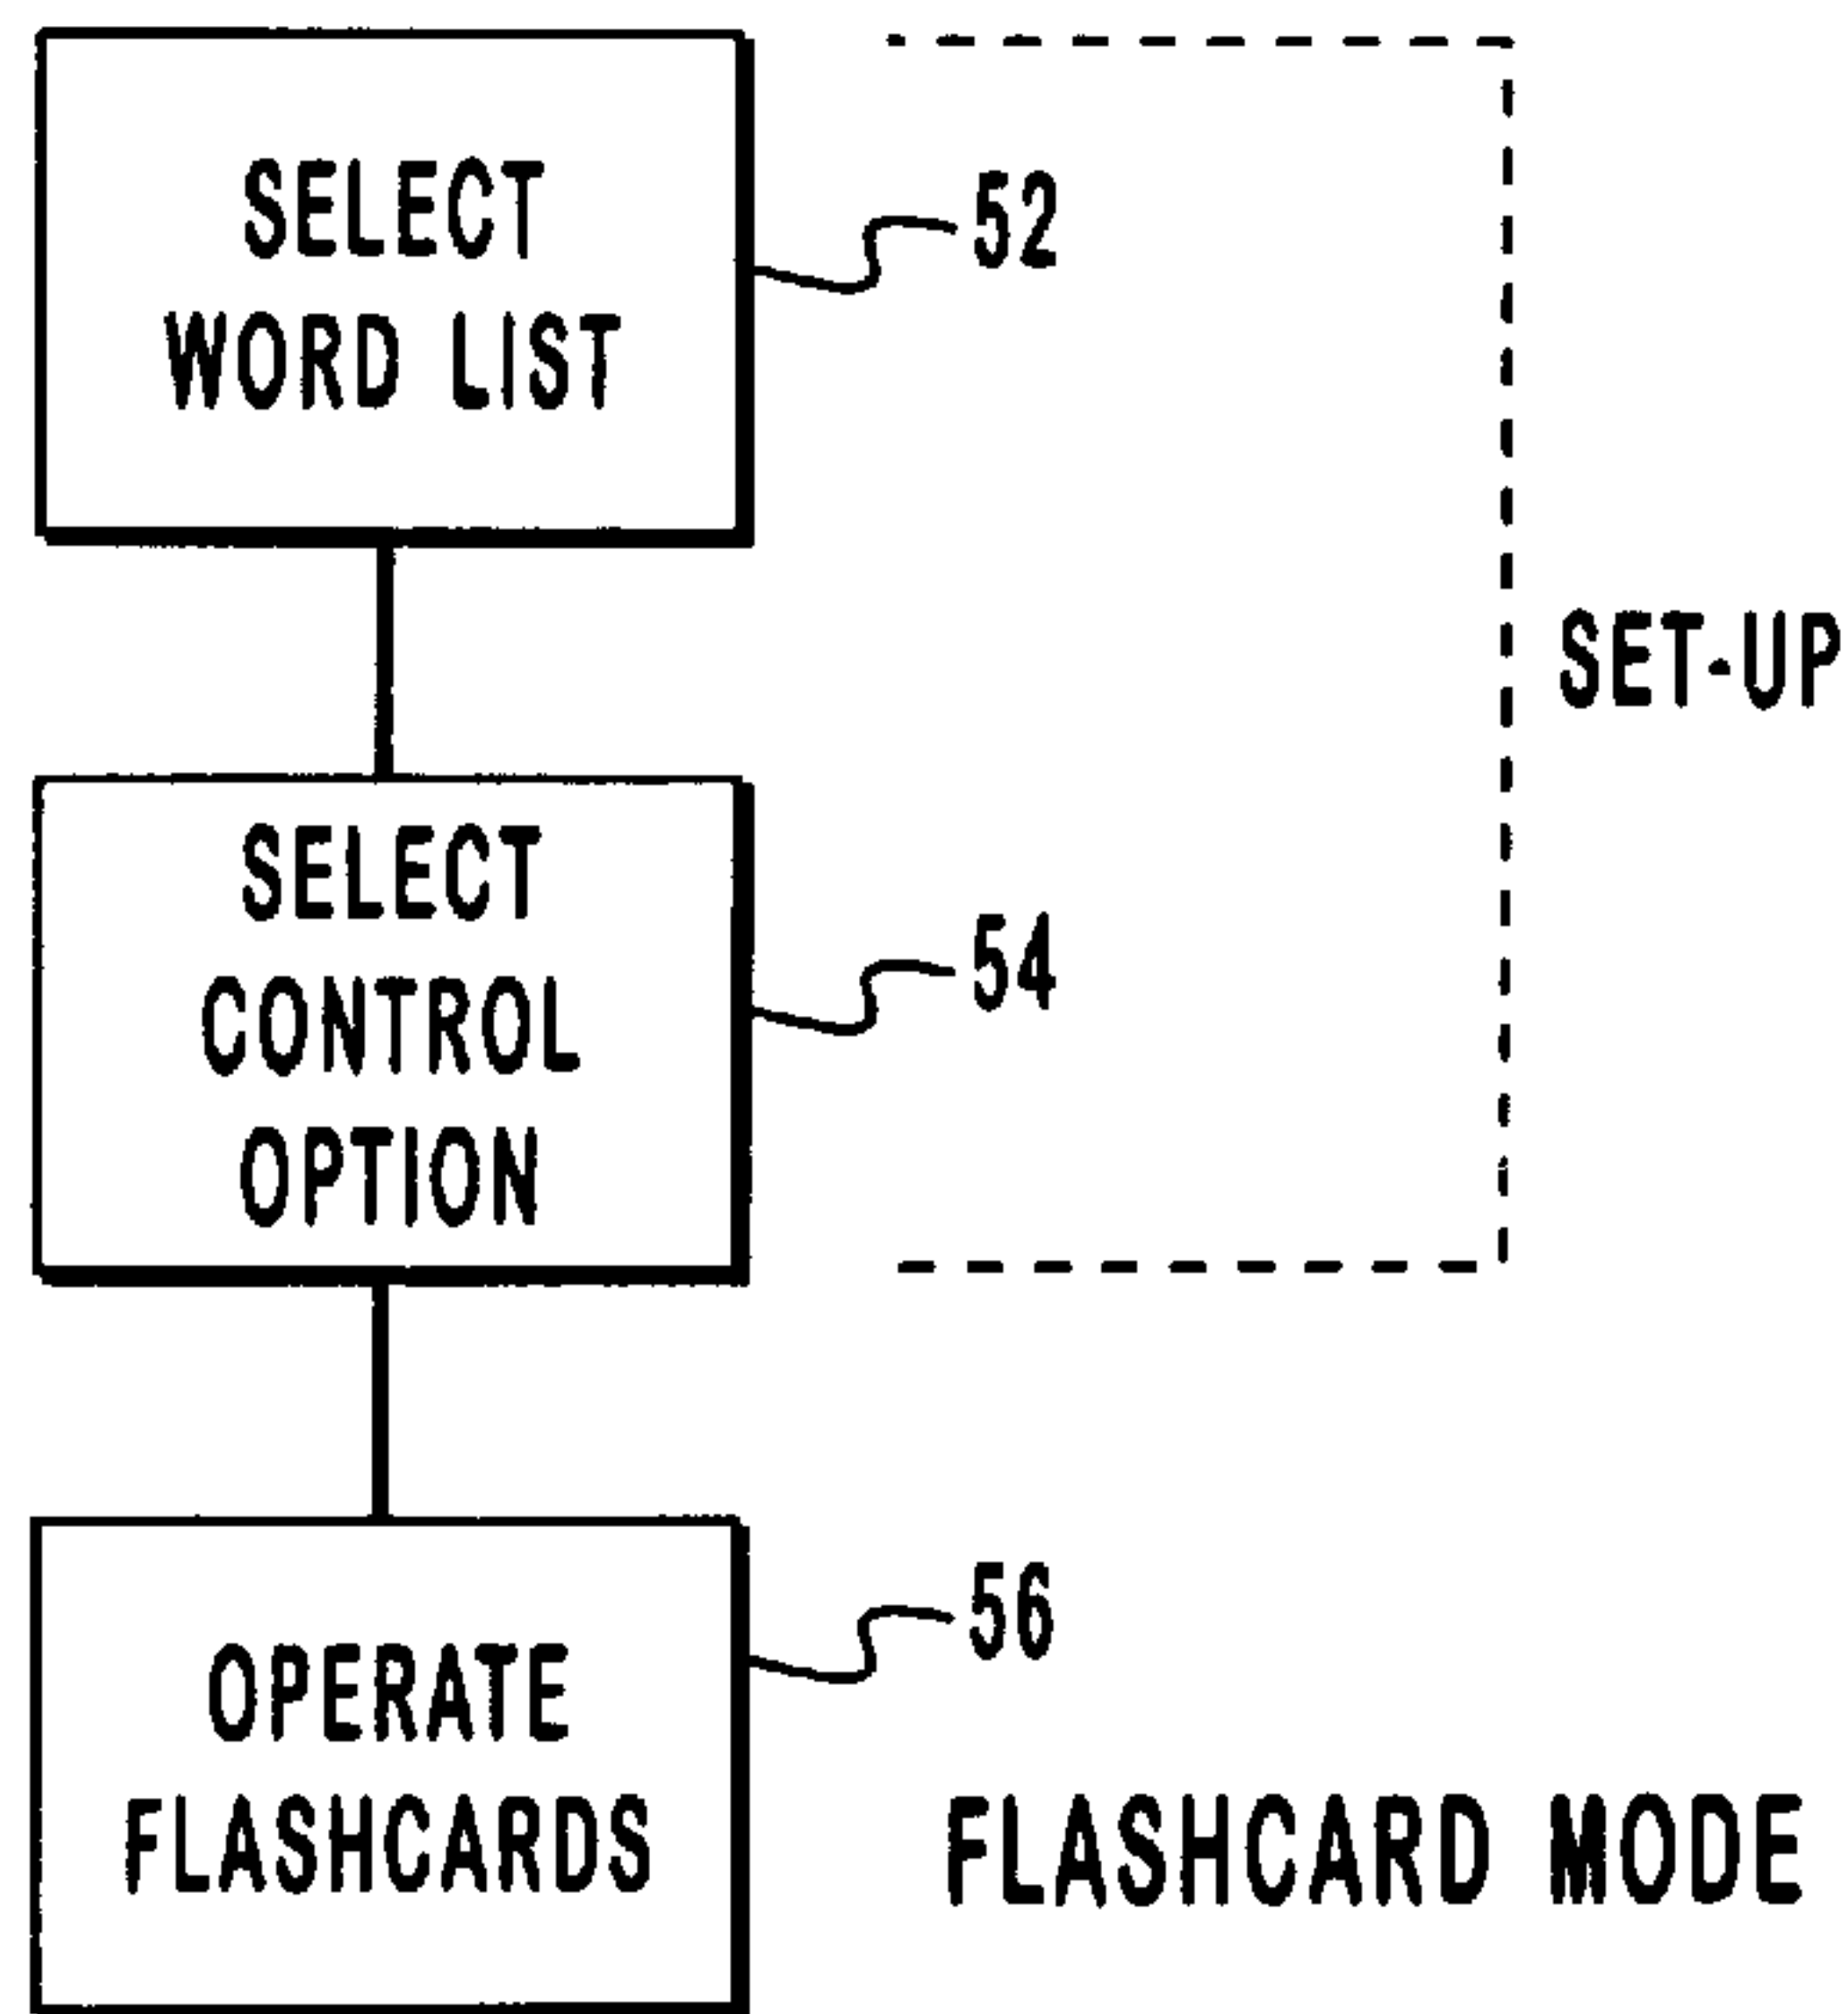 SELECT
WORD LIST
52
SET-UP
SELECT
CONTROL
OPTION
54
OPERATE
FLASHCARDS
56
FLASHCARD MODE